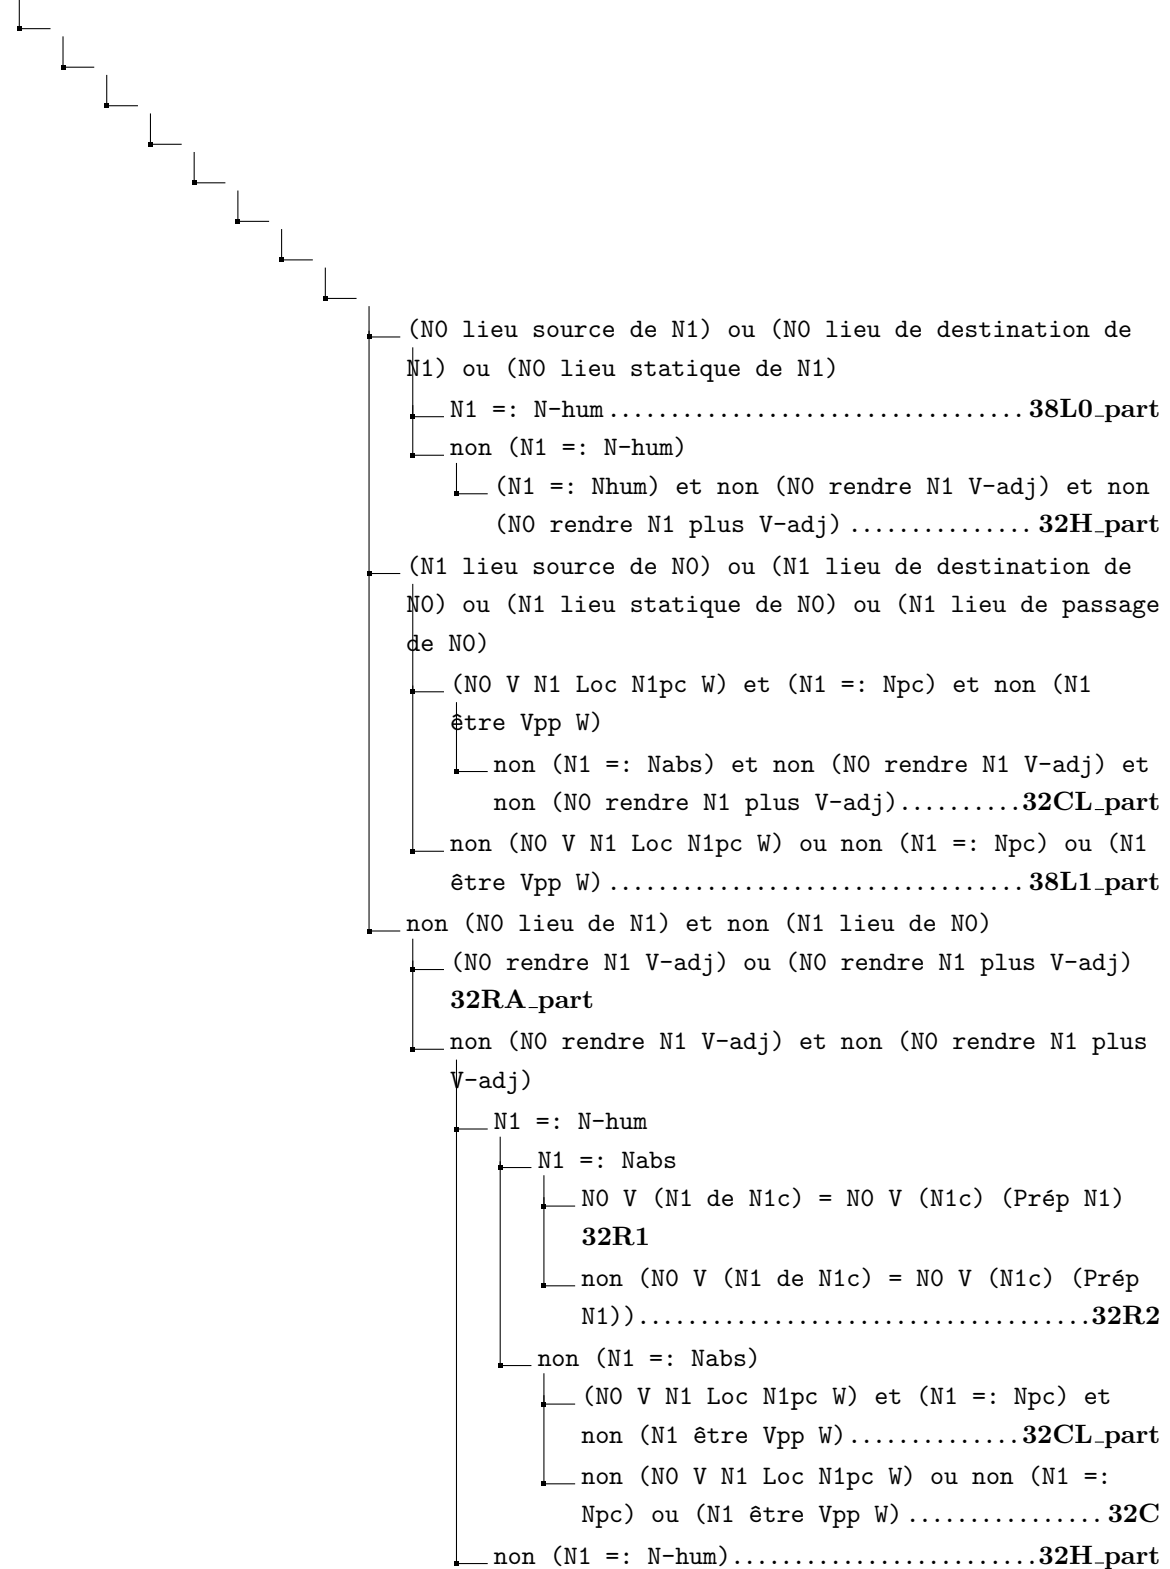 (N0 lieu source de N1) ou (N0 lieu de destination de
N1) ou (N0 lieu statique de N1)
N1 =: N-hum..................................38L0_part
non (N1 =: N-hum)
(N1 =: Nhum) et non (N0 rendre N1 V-adj) et non
(N0 rendre N1 plus V-adj)...............32H_part
(N1 lieu source de N0) ou (N1 lieu de destination de
N0) ou (N1 lieu statique de N0) ou (N1 lieu de passage
de N0)
(N0 V N1 Loc N1pc W) et (N1 =: Npc) et non (N1
être Vpp W)
non (N1 =: Nabs) et non (N0 rendre N1 V-adj) et
non (N0 rendre N1 plus V-adj)..........32CL_part
non (N0 V N1 Loc N1pc W) ou non (N1 =: Npc) ou (N1
être Vpp W)..................................38L1_part
non (N0 lieu de N1) et non (N1 lieu de N0)
(N0 rendre N1 V-adj) ou (N0 rendre N1 plus V-adj)
32RA_part
non (N0 rendre N1 V-adj) et non (N0 rendre N1 plus
V-adj)
N1 =: N-hum
N1 =: Nabs
N0 V (N1 de N1c) = N0 V (N1c) (Prép N1)
32R1
non (N0 V (N1 de N1c) = N0 V (N1c) (Prép
N1)).....................................32R2
non (N1 =: Nabs)
(N0 V N1 Loc N1pc W) et (N1 =: Npc) et
non (N1 être Vpp W)..............32CL_part
non (N0 V N1 Loc N1pc W) ou non (N1 =:
Npc) ou (N1 être Vpp W)................32C
non (N1 =: N-hum).........................32H_part